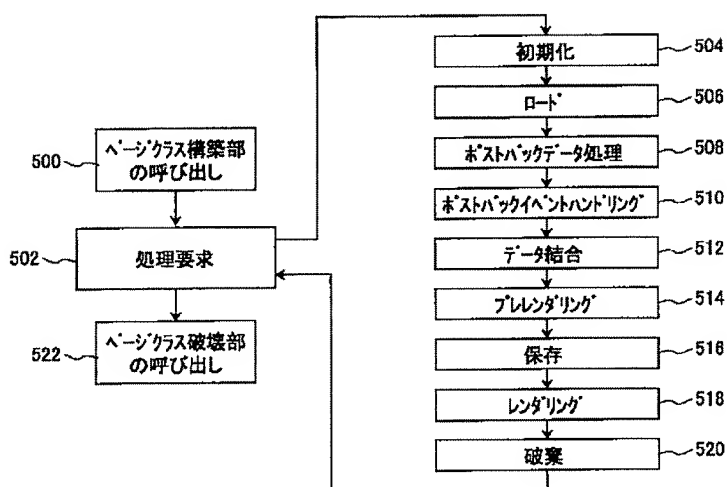 500
ページクラス構築部
の呼び出し
502
処理要求
522
ページクラス破壊部
の呼び出し
初期化
504
ロード
506
ポストバックデータ処理
508
ポストバックイベントハンドリング
510
データ結合
512
プレレンダリング
514
保存
516
レンダリング
518
破棄
520